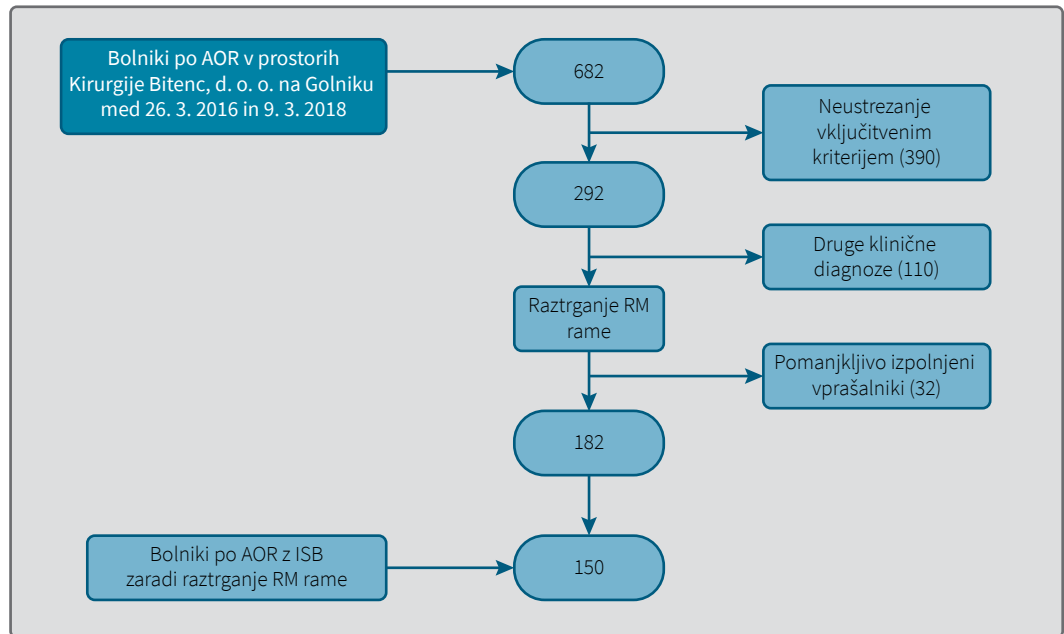 Bolniki po AOR v prostorih
Kirurgije Bitenc, d. o. o. na Golniku
med 26. 3. 2016 in 9. 3. 2018
682
Neustrezanje
vključitvenim
kriterijem (390)
292
Druge klinične
diagnoze (110)
Raztrganje RM
rame
Pomanjkljivo izpolnjeni
vprašalniki (32)
182
Bolniki po AOR z ISB
zaradi raztrganje RM rame
150